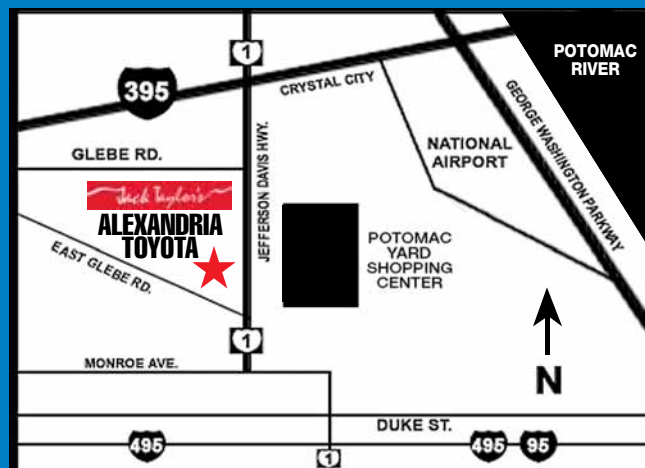 1
POTOMAC
RIVER
395
CRYSTAL CITY
GEORGE WASHINGTON PARKWAY
GLEBE RD.
NATIONAL
AIRPORT
JEFFERSON DAVIS HWY.
Jack Taylor's
ALEXANDRIA
TOYOTA
EAST GLEBE RD.
POTOMAC
YARD
SHOPPING
CENTER
1
MONROE AVE.
N
DUKE ST.
495
1
495
95